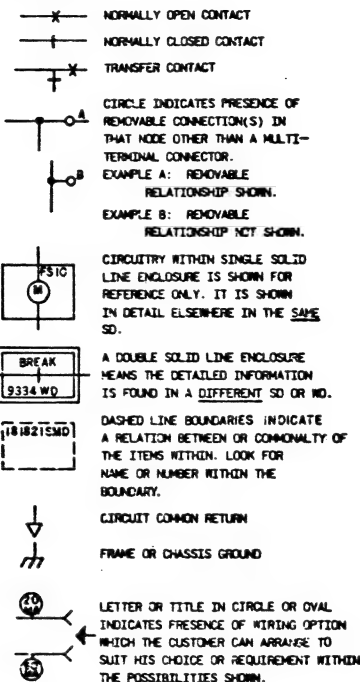 NORMALLY OPEN CONTACT
NORMALLY CLOSED CONTACT
TRANSFER CONTACT
CIRCLE INDICATES PRESENCE OF
REMOVABLE CONNECTION(S) IN
THAT NODE OTHER THAN A MULTI-
TERMINAL CONNECTOR.
A
EXAMPLE A: REMOVABLE
RELATIONSHIP SHOWN.
B
EXAMPLE B: REMOVABLE
RELATIONSHIP NOT SHOWN.
FSIC
M
CIRCUITRY WITHIN SINGLE SOLID
LINE ENCLOSURE IS SHOWN FOR
REFERENCE ONLY. IT IS SHOWN
IN DETAIL ELSEWHERE IN THE SAME
SD.
BREAK
9334 WD
A DOUBLE SOLID LINE ENCLOSURE
MEANS THE DETAILED INFORMATION
IS FOUND IN A DIFFERENT SD OR WD.
181821SMD
DASHED LINE BOUNDARIES INDICATE
A RELATION BETWEEN OR COMMONALTY OF
THE ITEMS WITHIN. LOOK FOR
NAME OR NUMBER WITHIN THE
BOUNDARY.
CIRCUIT COMMON RETURN
FRAME OR CHASSIS GROUND
LETTER OR TITLE IN CIRCLE OR OVAL
INDICATES PRESENCE OF WIRING OPTION
WHICH THE CUSTOMER CAN ARRANGE TO
SUIT HIS CHOICE OR REQUIREMENT WITHIN
THE POSSIBILITIES SHOWN.